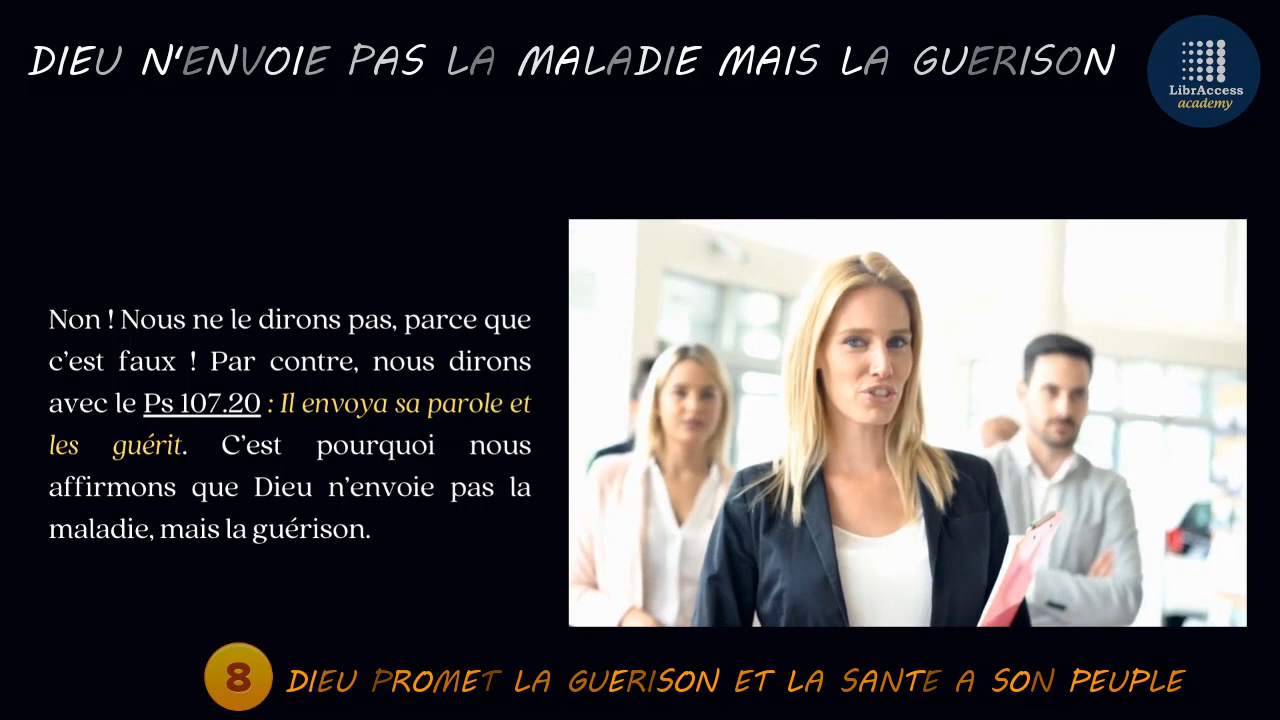 DIEU N'ENVOIE PAS LA MALADIE MAIS LA GUERISON
LibrAccess
academy
Non ! Nous ne le dirons pas, parce que
c’est faux ! Par contre, nous dirons
avec le Ps 107.20 : Il envoya sa parole et
les guérit. C’est pourquoi nous
affirmons que Dieu n’envoie pas la
maladie, mais la guérison.
8 DIEU PROMET LA GUERISON ET LA SANTE A SON PEUPLE